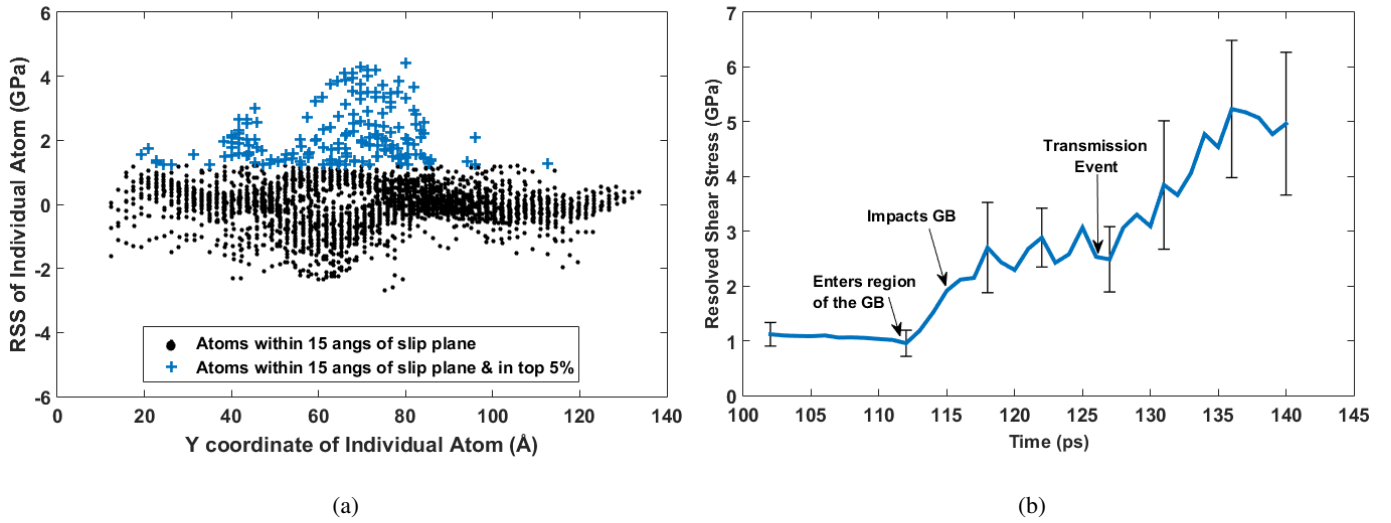 6
4
2
0
-2
-4
-6
RSS of Individual Atom (GPa)
Atoms within 15 angs of slip plane
Atoms within 15 angs of slip plane & in top 5%
0 20 40 60 80 100 120 140
Y coordinate of Individual Atom (Å)
(a)
7
6
5
4
3
2
1
0
Resolved Shear Stress (GPa)
Transmission
Event
Impacts GB
Enters region
of the GB
100 105 110 115 120 125 130 135 140 145
Time (ps)
(b)